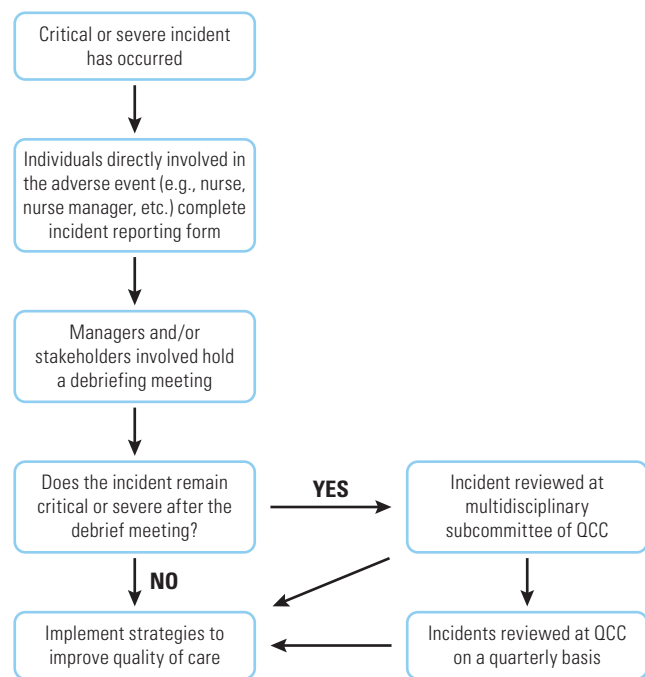 Critical or severe incident
has occurred
Individuals directly involved in
the adverse event (e.g., nurse,
nurse manager, etc.) complete
incident reporting form
Managers and/or
stakeholders involved hold
a debriefing meeting
Does the incident remain
critical or severe after the
debrief meeting?
YES
Incident reviewed at
multidisciplinary
subcommittee of QCC
NO
Implement strategies to
improve quality of care
Incidents reviewed at QCC
on a quarterly basis